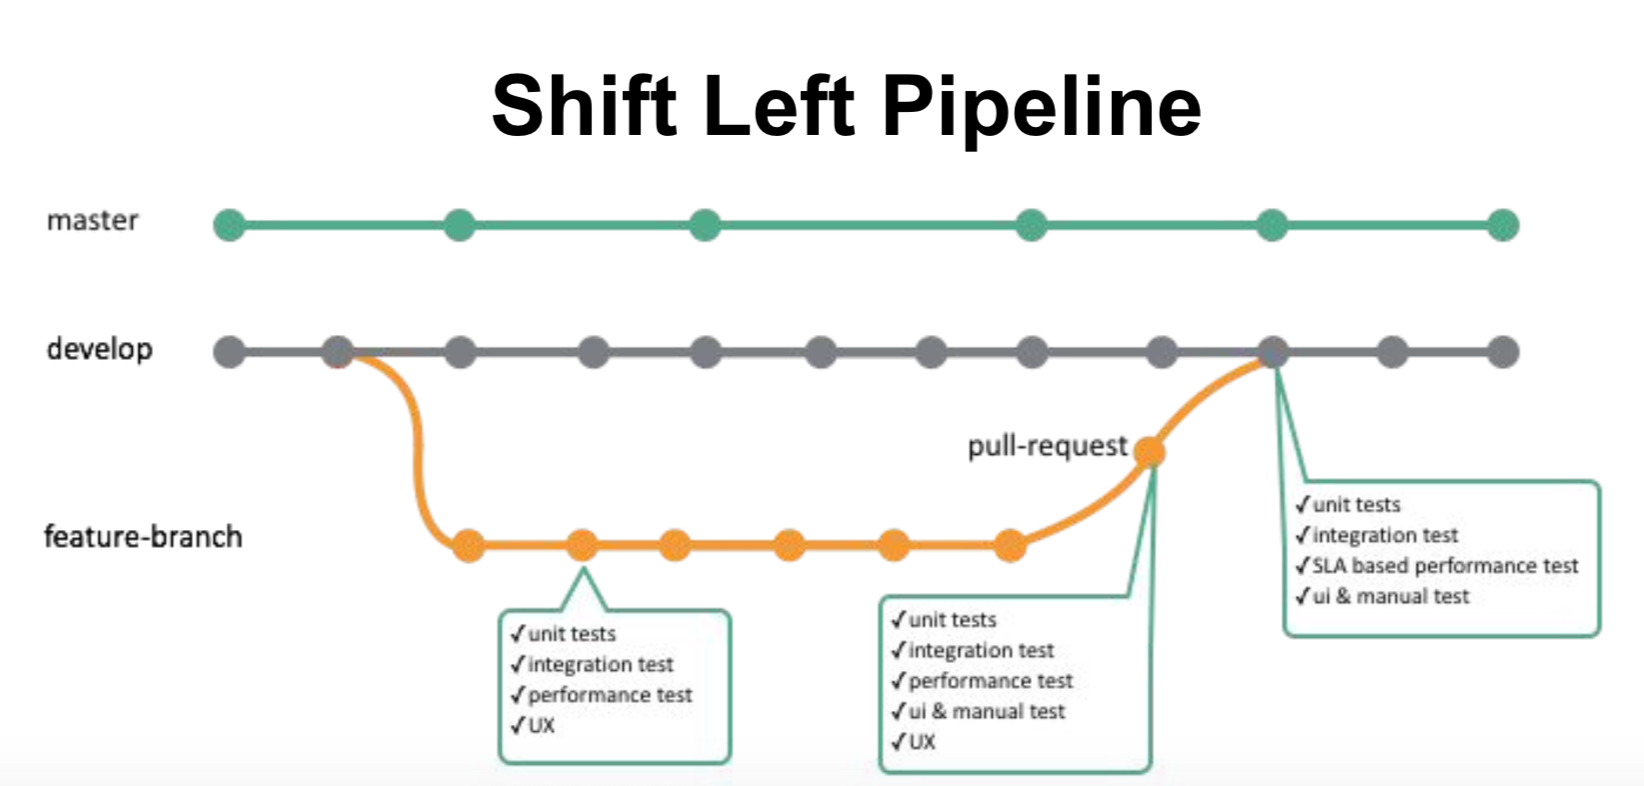 Shift Left Pipeline
master
develop
pull-request
feature-branch
✓unit tests
✓integration test
✓performance test
✓UX
✓unit tests
✓integration test
✓performance test
✓ui & manual test
✓UX
✓unit tests
✓integration test
✓SLA based performance test
✓ui & manual test